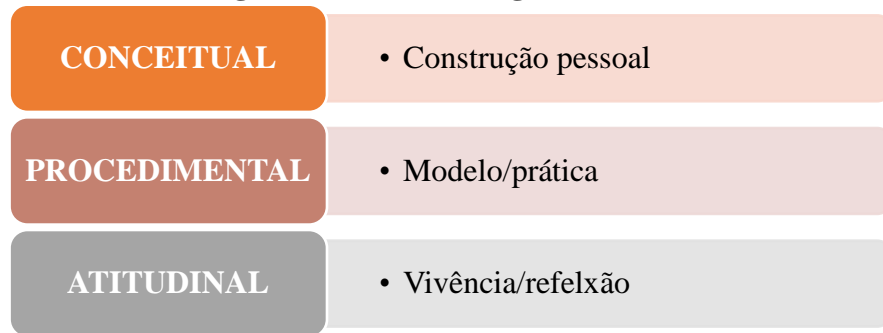 CONCEITUAL
• Construção pessoal
PROCEDIMENTAL
• Modelo/prática
ATITUDINAL
• Vivência/refelxão